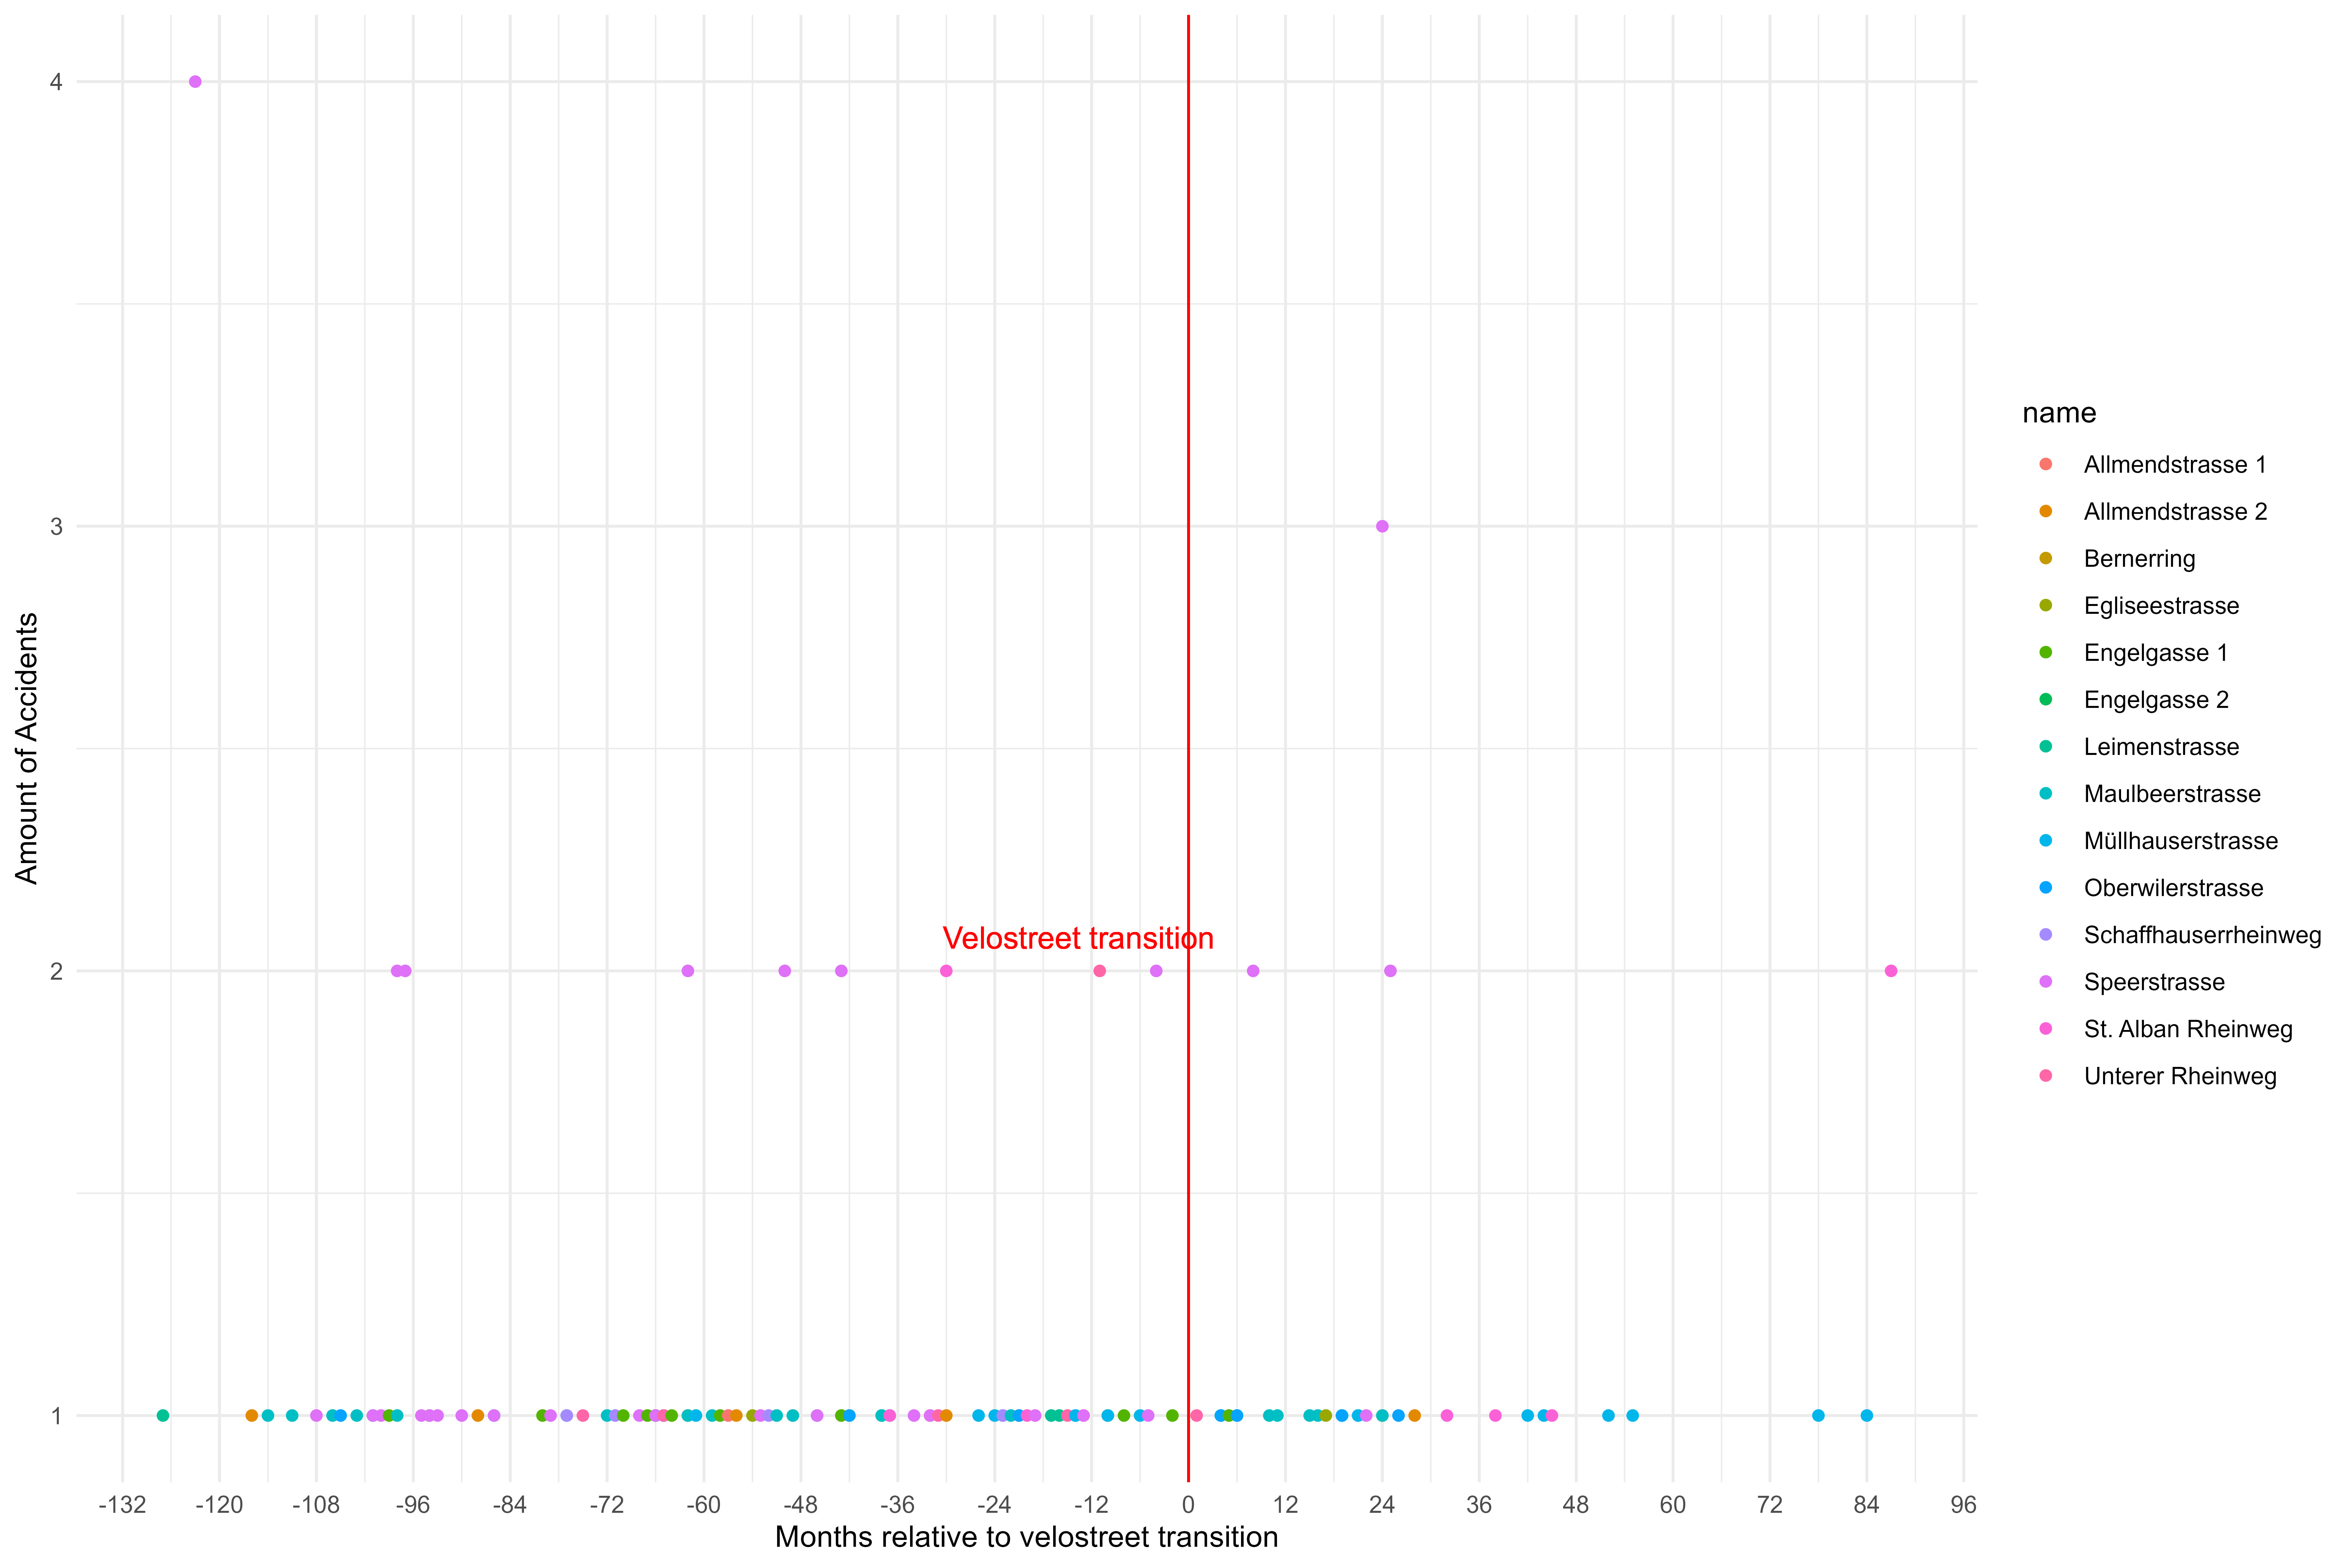 4
3
2
1
Amount of Accidents
Velostreet transition
-132 -120 -108 -96 -84 -72 -60 -48 -36 -24 -12 0 12 24 36 48 60 72 84 96
Months relative to velostreet transition
name
Allmendstrasse 1
Allmendstrasse 2
Bernerring
Egliseestrasse
Engelgasse 1
Engelgasse 2
Leimenstrasse
Maulbeerstrasse
Müllhauserstrasse
Oberwilerstrasse
Schaffhauserrheinweg
Speerstrasse
St. Alban Rheinweg
Unterer Rheinweg